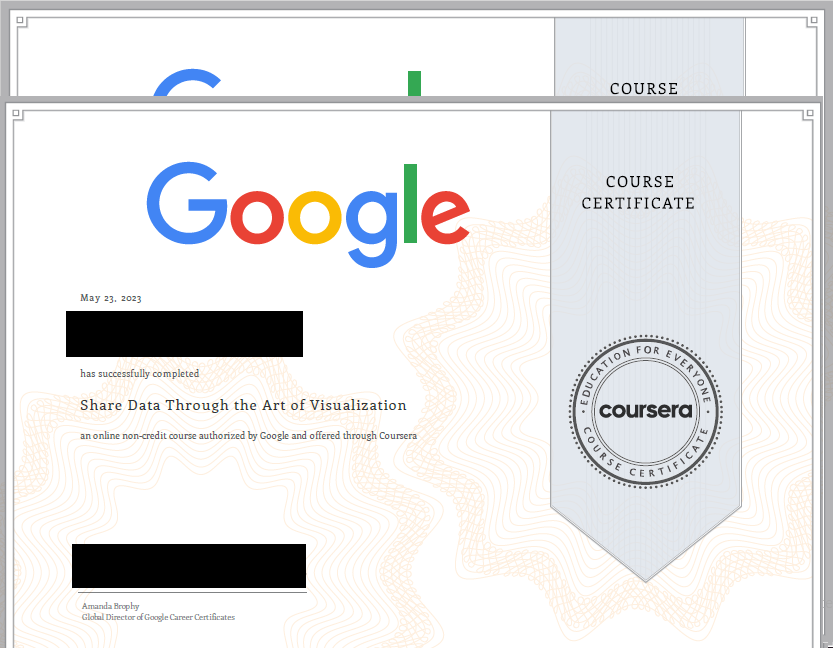 COURSE
Google
COURSE
CERTIFICATE
May 23, 2023
has successfully completed
Share Data Through the Art of Visualization
an online non-credit course authorized by Google and offered through Coursera
EDUCATION FOR EVERYONE
coursera
COURSE CERTIFICATE
Amanda Brophy
Global Director of Google Career Certificates